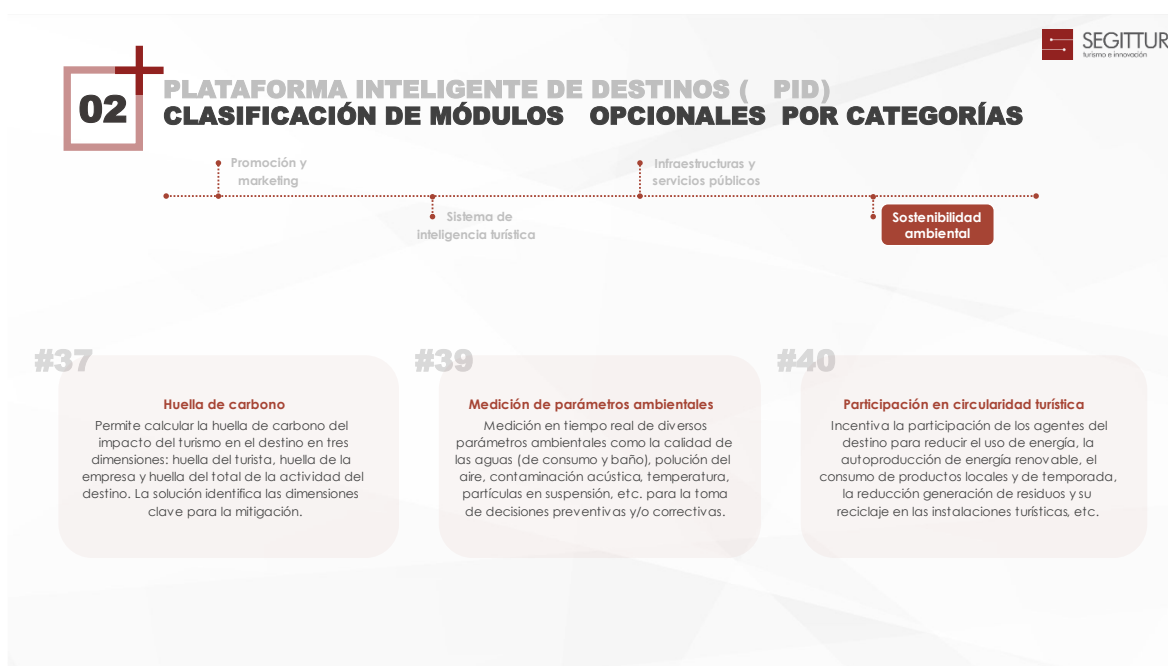 SEGITTUR
turismo e innovación
02
PLATAFORMA INTELIGENTE DE DESTINOS ( PID)
CLASIFICACIÓN DE MÓDULOS OPCIONALES POR CATEGORÍAS
Promoción y
marketing
Sistema de
inteligencia turística
Infraestructuras y
servicios públicos
Sostenibilidad
ambiental
#37
Huella de carbono
Permite calcular la huella de carbono del
impacto del turismo en el destino en tres
dimensiones: huella del turista, huella de la
empresa y huella del total de la actividad del
destino. La solución identifica las dimensiones
clave para la mitigación.
#39
Medición de parámetros ambientales
Medición en tiempo real de diversos
parámetros ambientales como la calidad de
las aguas (de consumo y baño), polución del
aire, contaminación acústica, temperatura,
partículas en suspensión, etc. para la toma
de decisiones preventivas y/o correctivas.
#40
Participación en circularidad turística
Incentiva la participación de los agentes del
destino para reducir el uso de energía, la
autoproducción de energía renovable, el
consumo de productos locales y de temporada,
la reducción generación de residuos y su
reciclaje en las instalaciones turísticas, etc.